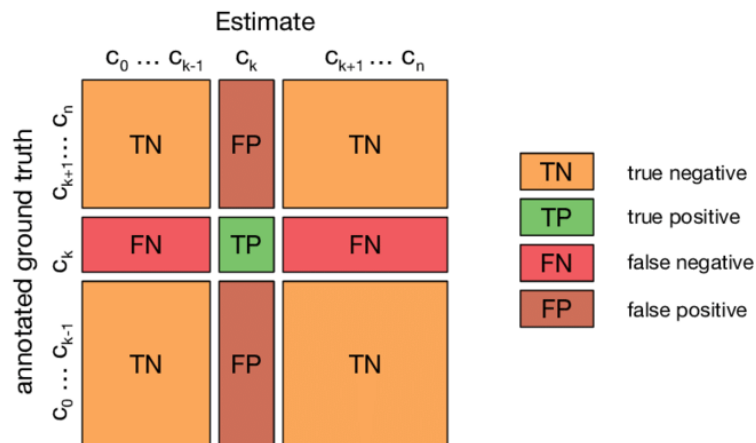 Estimate
c0 ... ck-1 ck ck+1 ... cn
annotated ground truth
ck+1 ... cn
TN FP TN
ck
FN TP FN
c0 ... ck-1
TN FP TN
TN true negative
TP true positive
FN false negative
FP false positive